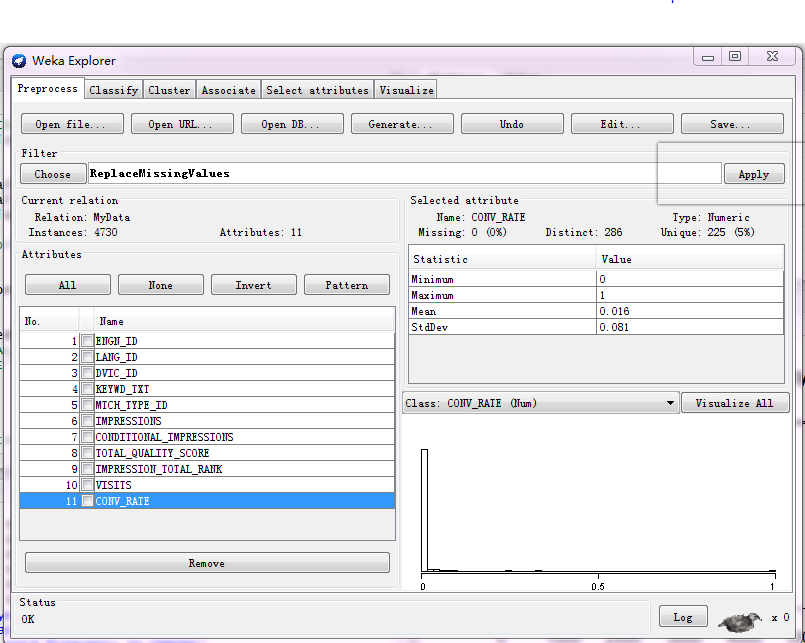 Weka Explorer
Preprocess Classify Cluster Associate Select attributes Visualize
Open file... Open URL... Open DB... Generate... Undo Edit... Save...
Filter
Choose ReplaceMissingValues Apply
Current relation
Relation: MyData
Instances: 4730 Attributes: 11
Attributes
All None Invert Pattern
No. Name
1 ENGN_ID
2 LANG_ID
3 DVIC_ID
4 KEYWD_TXT
5 MTCH_TYPE_ID
6 IMPRESSIONS
7 CONDITIONAL_IMPRESSIONS
8 TOTAL_QUALITY_SCORE
9 IMPRESSION_TOTAL_RANK
10 VISITS
11 CONV_RATE
Remove
Selected attribute
Name: CONV_RATE Type: Numeric
Missing: 0 (0%) Distinct: 286 Unique: 225 (5%)
Statistic Value
Minimum 0
Maximum 1
Mean 0.016
StdDev 0.081
Class: CONV_RATE (Num) Visualize All
0 0.5 1
Status
OK
Log x 0